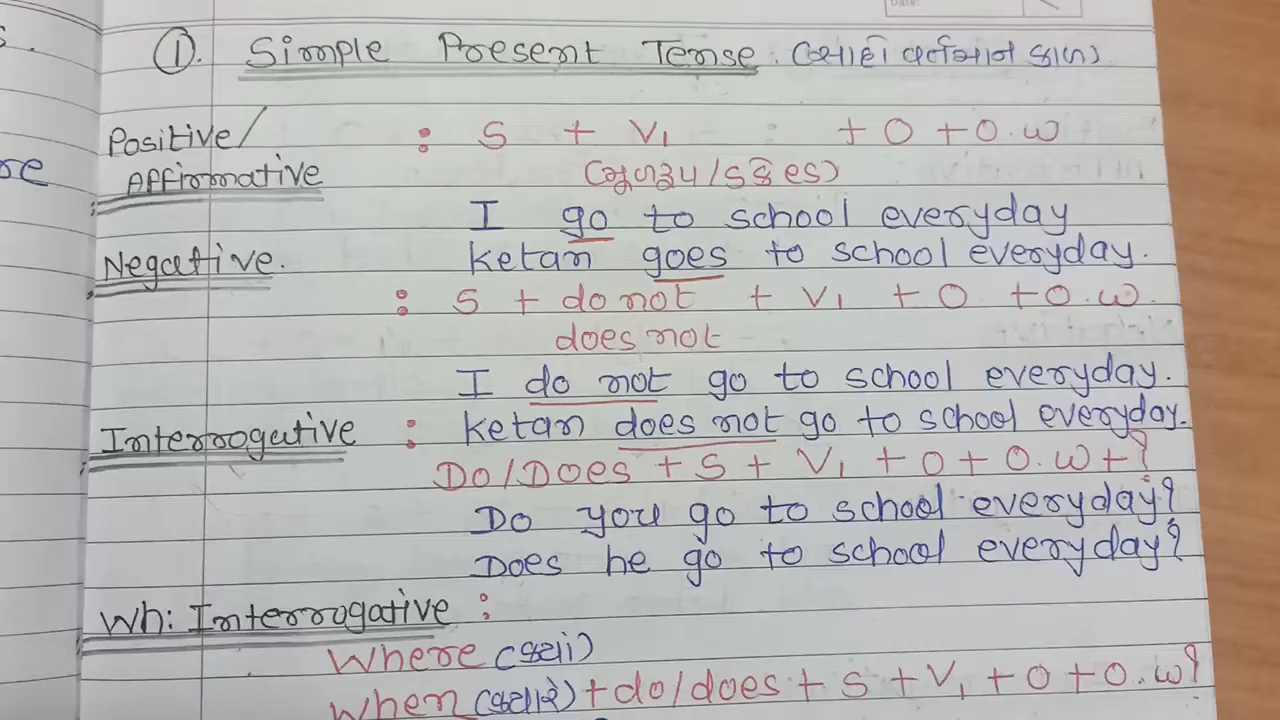 s.
Date:
①. Simple Present Tense. (સાદો વર્તમાન કાળ)
Positive/ : S + V₁ + O + O.W
Affirmative (મૂળરૂપ/ડકે es)
re
I go to school everyday
Negative. Ketan goes to school everyday.
: S + do not + V₁ + O + O.W.
does not
I do not go to school everyday.
Interrogative : Ketan does not go to school everyday.
Do/Does + S + V₁ + O + O.W+?
Do you go to school everyday?
Does he go to school everyday?
Wh: Interrogative :
Where (ક્યાં)
When (ક્યારે) + do/does + S + V₁ + O + O.W?